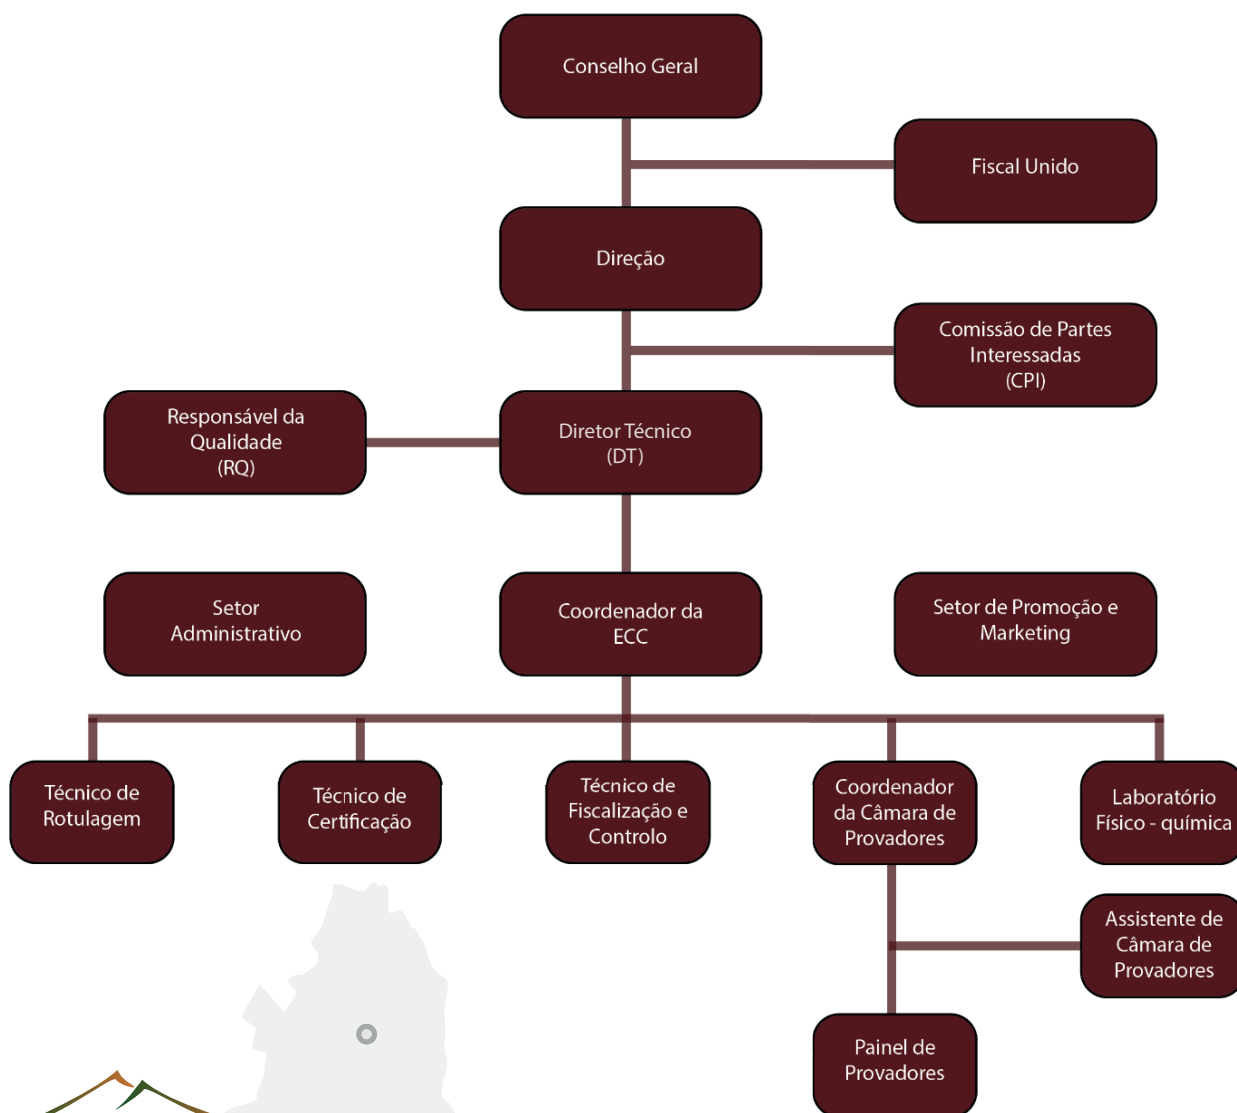 Conselho Geral
Fiscal Unido
Direção
Comissão de Partes
Interessadas
(CPI)
Responsável da
Qualidade
(RQ)
Diretor Técnico
(DT)
Setor
Administrativo
Coordenador da
ECC
Setor de Promoção e
Marketing
Técnico de
Rotulagem
Técnico de
Certificação
Técnico de
Fiscalização e
Controlo
Coordenador
da Câmara de
Provadores
Laboratório
Físico - química
Assistente de
Câmara de
Provadores
Painel de
Provadores